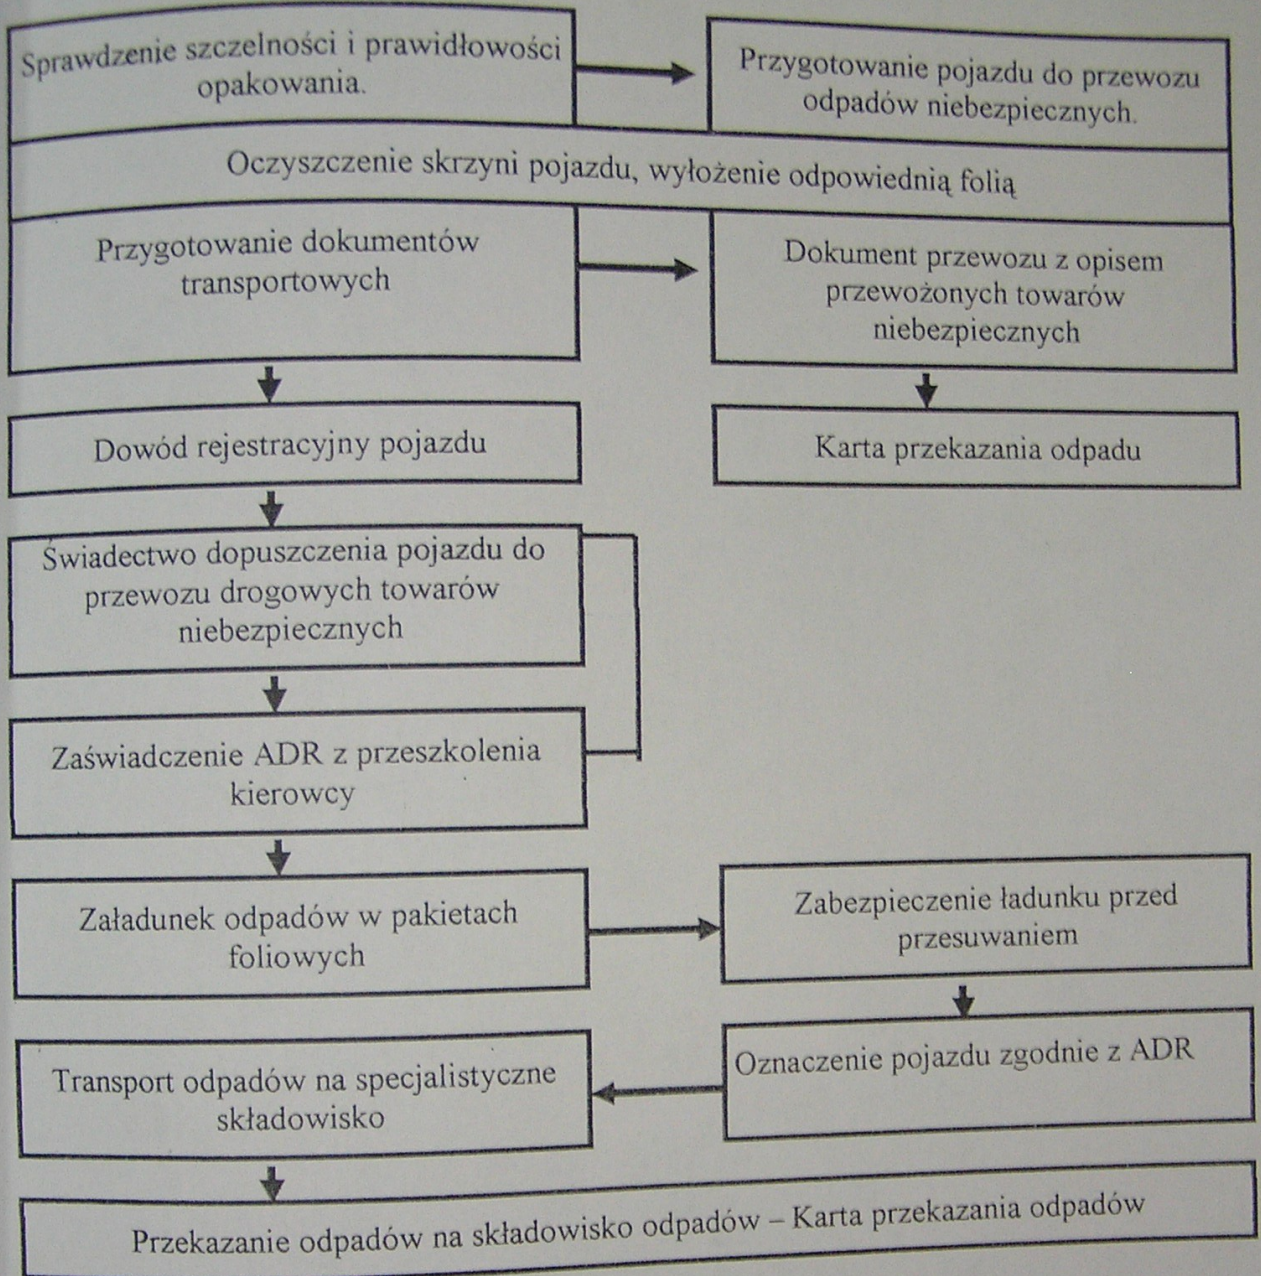 Sprawdzenie szczelności i prawidłowości
opakowania.
Przygotowanie pojazdu do przewozu
odpadów niebezpiecznych.
Oczyszczenie skrzyni pojazdu, wyłożenie odpowiednią folią
Przygotowanie dokumentów
transportowych
Dokument przewozu z opisem
przewożonych towarów
niebezpiecznych
Dowód rejestracyjny pojazdu
Karta przekazania odpadu
Świadectwo dopuszczenia pojazdu do
przewozu drogowych towarów
niebezpiecznych
Zaświadczenie ADR z przeszkolenia
kierowcy
Załadunek odpadów w pakietach
foliowych
Zabezpieczenie ładunku przed
przesuwaniem
Oznaczenie pojazdu zgodnie z ADR
Transport odpadów na specjalistyczne
składowisko
Przekazanie odpadów na składowisko odpadów – Karta przekazania odpadów